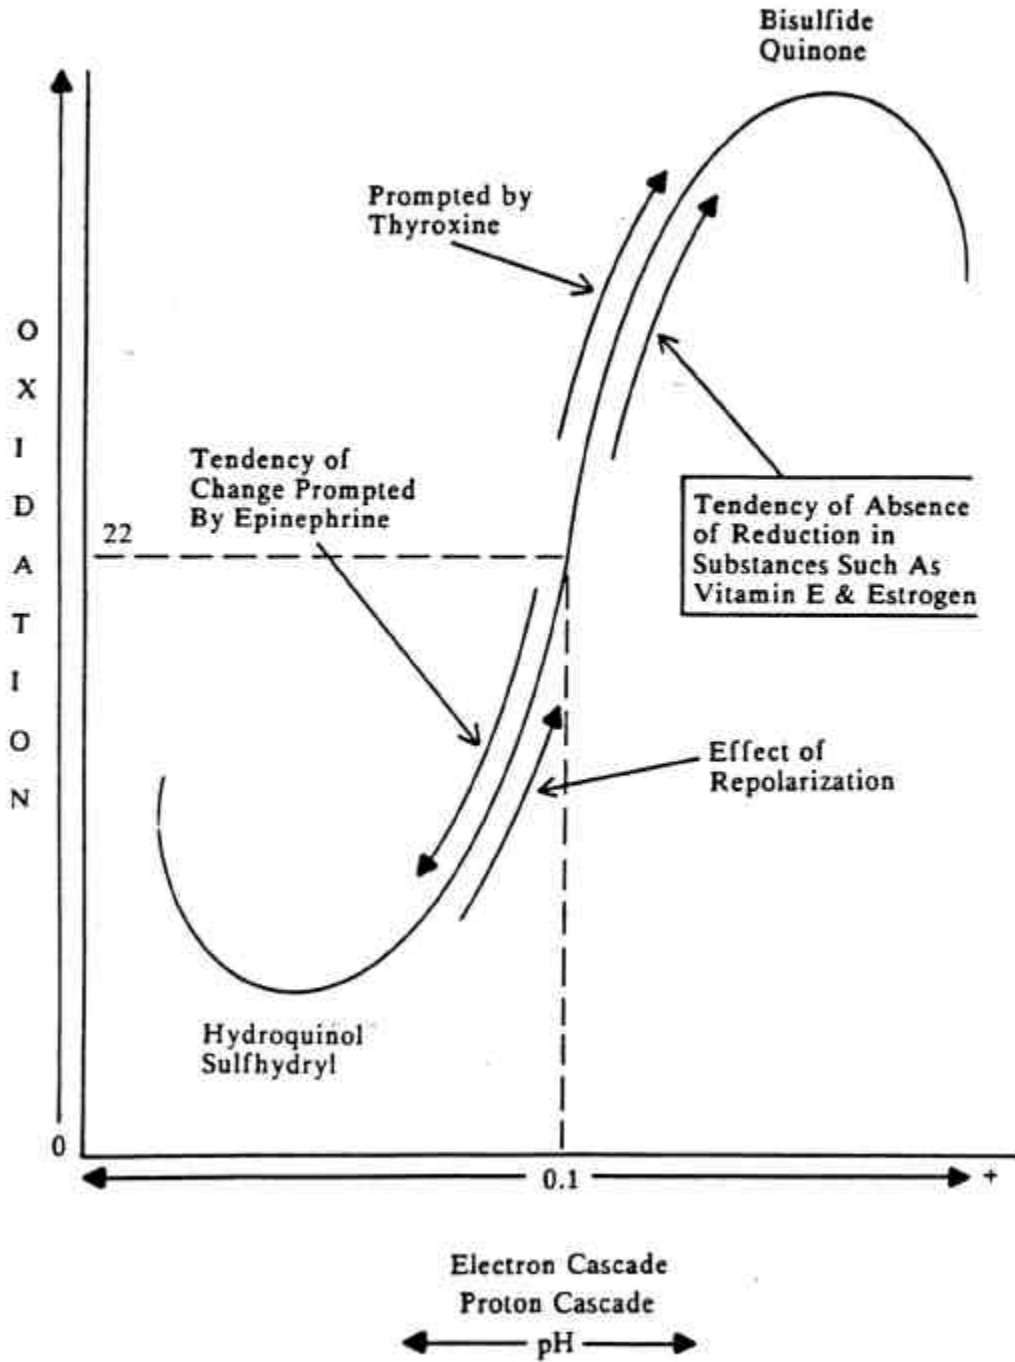 Bisulfide
Quinone
Prompted by
Thyroxine
OXIDATION
Tendency of
Change Prompted
By Epinephrine
22
Tendency of Absence
of Reduction in
Substances Such As
Vitamin E & Estrogen
Effect of
Repolarization
Hydroquinol
Sulfhydryl
0
0.1
+
Electron Cascade
Proton Cascade
pH